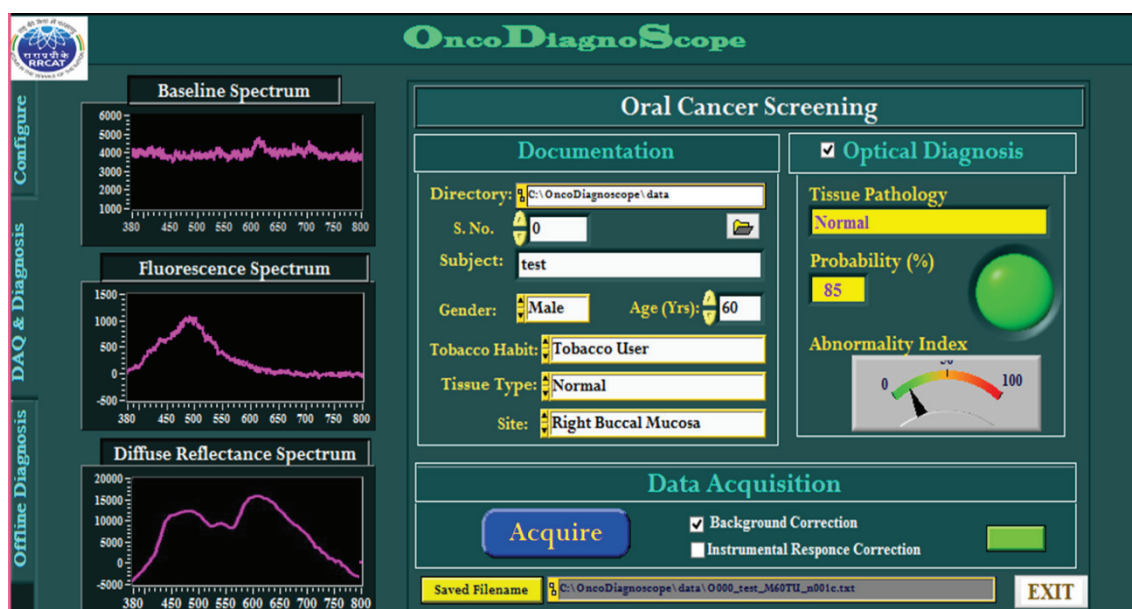 OncoDiagnoScope
RRCAT
Configure
DAQ & Diagnosis
Offline Diagnosis
Baseline Spectrum
6000
5000
4000
3000
2000
1000
380 450 500 550 600 650 700 800
Fluorescence Spectrum
1500
1000
500
0
-500
380 450 500 550 600 650 700 800
Diffuse Reflectance Spectrum
20000
15000
10000
5000
0
-5000
380 450 500 550 600 650 700 800
Oral Cancer Screening
Documentation
Directory: C:\OncoDiagnoscope\data
S. No. 0
Subject: test
Gender: Male Age (Yrs): 60
Tobacco Habit: Tobacco User
Tissue Type: Normal
Site: Right Buccal Mucosa
Optical Diagnosis
Tissue Pathology
Normal
Probability (%)
85
Abnormality Index
0 50 100
Data Acquisition
Acquire
Background Correction
Instrumental Responce Correction
Saved Filename C:\OncoDiagnoscope\data\O000_test_M60TU_n001c.txt
EXIT